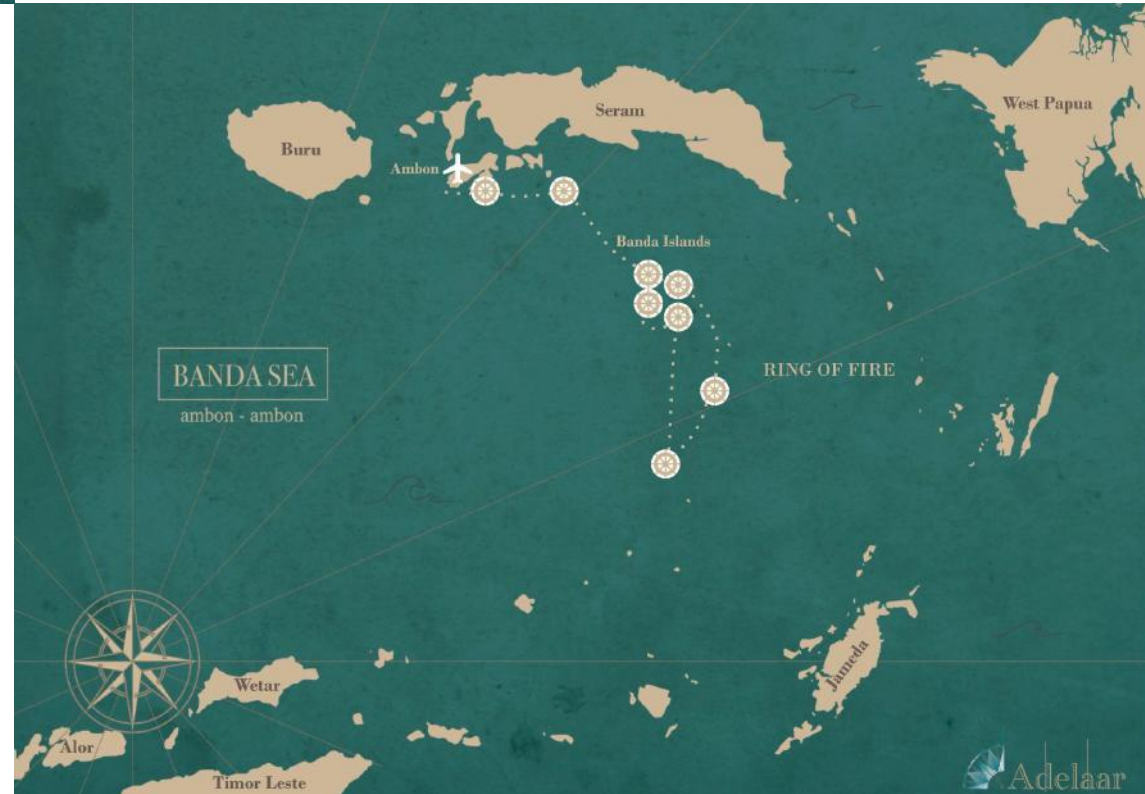 West Papua
Seram
Buru
Ambon
Banda Islands
BANDA SEA
ambon - ambon
RING OF FIRE
Jameda
Wetar
Alor
Timor Leste
Adelaar